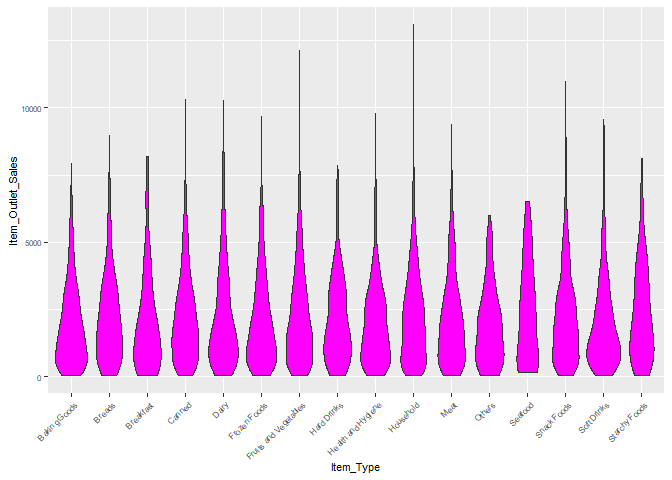 Item_Outlet_Sales
10000
5000
0
Baking Goods
Breads
Breakfast
Canned
Dairy
Frozen Foods
Fruits and Vegetables
Hard Drinks
Health and Hygiene
Household
Meat
Others
Seafood
Snack Foods
Soft Drinks
Starchy Foods
Item_Type